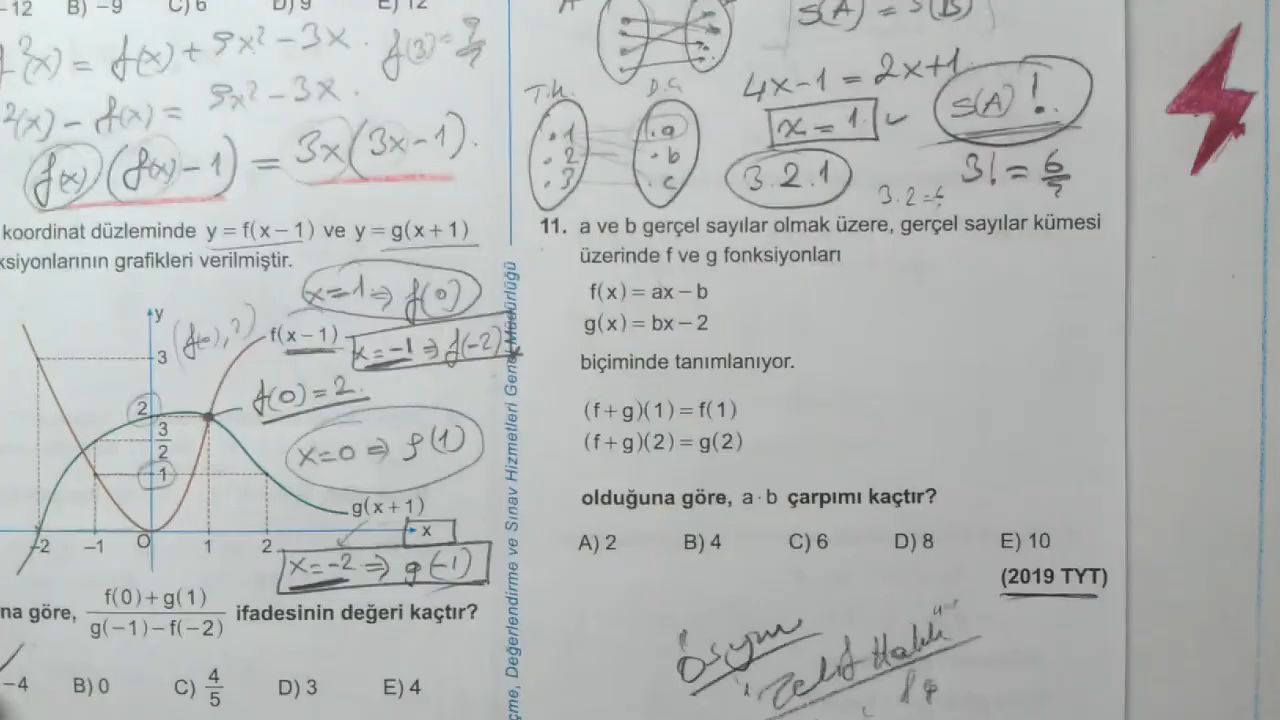 -12 B) -9 C) 6 D) 9 E) 12
f²(x) = f(x) + 9x² - 3x. f(3) = ?
²(x) - f(x) = 9x² - 3x.
f(x) (f(x) - 1) = 3x(3x - 1).
koordinat düzleminde y = f(x - 1) ve y = g(x + 1)
ksiyonlarının grafikleri verilmiştir.
x=1 ⇒ f(0)
f(x-1)
x=-1 ⇒ f(-2)
f(0) = 2.
x=0 ⇒ g(1)
g(x+1)
x=-2 ⇒ g(-1)
y
3
2
3/2
1
-2 -1 O 1 2 x
na göre, (f(0)+g(1))/(g(-1)-f(-2)) ifadesinin değeri kaçtır?
-4 B) 0 C) 4/5 D) 3 E) 4
çme, Değerlendirme ve Sınav Hizmetleri Genel Müdürlüğü
S(A) = S(B)
T.K. D.K.
.1 .a
.2 .b
.3 .c
4x-1 = 2x+1
x = 1
S(A) !
3.2.1
3! = 6
11. a ve b gerçel sayılar olmak üzere, gerçel sayılar kümesi
üzerinde f ve g fonksiyonları
f(x) = ax - b
g(x) = bx - 2
biçiminde tanımlanıyor.
(f + g)(1) = f(1)
(f + g)(2) = g(2)
olduğuna göre, a · b çarpımı kaçtır?
A) 2 B) 4 C) 6 D) 8 E) 10
(2019 TYT)
Ösym